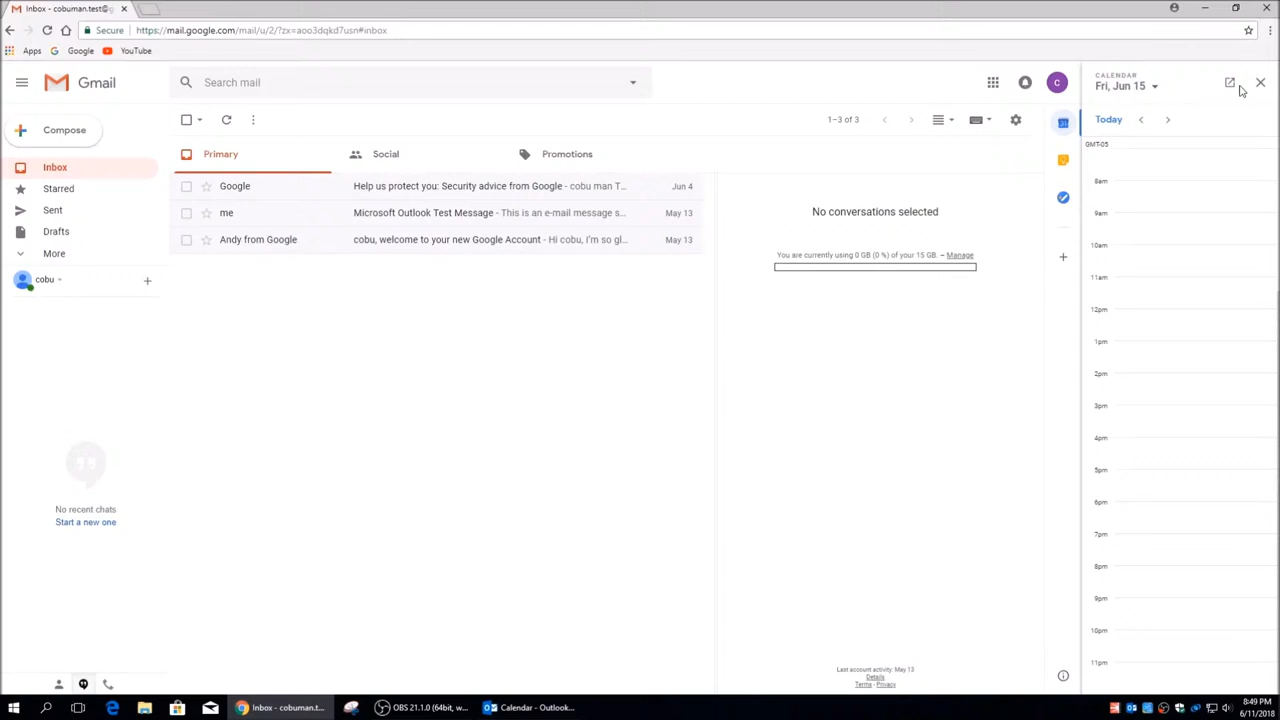 Inbox - cobuman.test@g
Secure
https://mail.google.com/mail/u/2/?zx=aoo3dqkd7usn#inbox
Apps
Google
YouTube
Gmail
Search mail
C
CALENDAR
Fri, Jun 15
Compose
1–3 of 3
31
Today
GMT-05
Inbox
Starred
Sent
Drafts
More
cobu
Primary
Social
Promotions
Google
Help us protect you: Security advice from Google - cobu man T...
Jun 4
me
Microsoft Outlook Test Message - This is an e-mail message s...
May 13
Andy from Google
cobu, welcome to your new Google Account - Hi cobu, I'm so gl...
May 13
No conversations selected
You are currently using 0 GB (0 %) of your 15 GB. – Manage
8am
9am
10am
11am
12pm
1pm
2pm
3pm
4pm
5pm
6pm
7pm
8pm
9pm
10pm
11pm
No recent chats
Start a new one
Last account activity: May 13
Details
Terms - Privacy
Inbox - cobuman.t...
OBS 21.1.0 (64bit, w...
Calendar - Outlook...
8:49 PM
6/11/2018